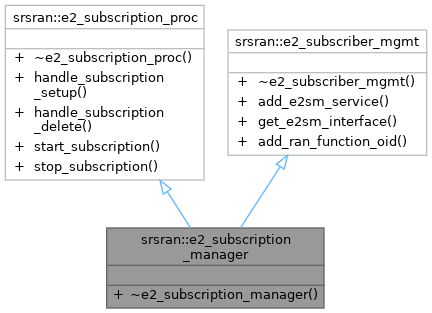 srsran::e2_subscription_proc
+ ~e2_subscription_proc()
+ handle_subscription
_setup()
+ handle_subscription
_delete()
+ start_subscription()
+ stop_subscription()
srsran::e2_subscriber_mgmt
+ ~e2_subscriber_mgmt()
+ add_e2sm_service()
+ get_e2sm_interface()
+ add_ran_function_oid()
srsran::e2_subscription
_manager
+ ~e2_subscription_manager()